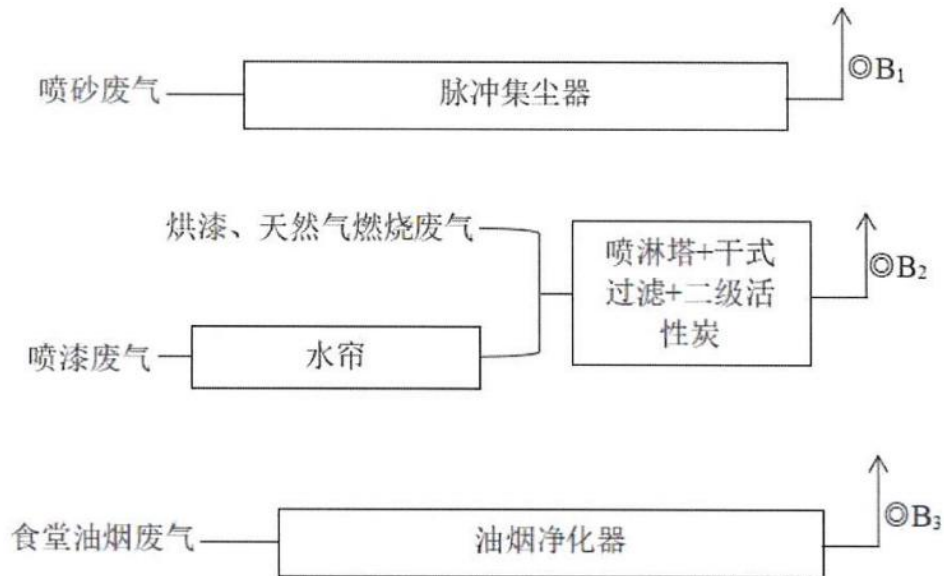 喷砂废气
脉冲集尘器
◎B₁
烘漆、天然气燃烧废气
喷淋塔+干式
过滤+二级活
性炭
◎B₂
喷漆废气
水帘
食堂油烟废气
油烟净化器
◎B₃